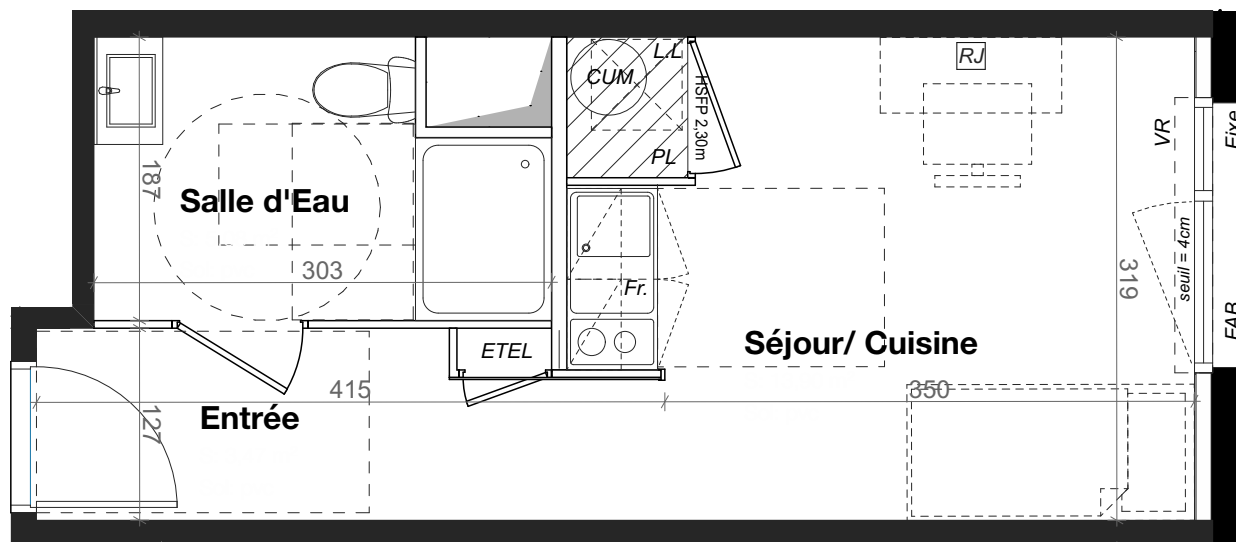 L.L
CUM
PL
HSFP 2,30m
RJ
VR
Fixe
187
Salle d'Eau
303
Fr.
319
seuil = 4cm
ETEL
Séjour/ Cuisine
415
350
127
Entrée